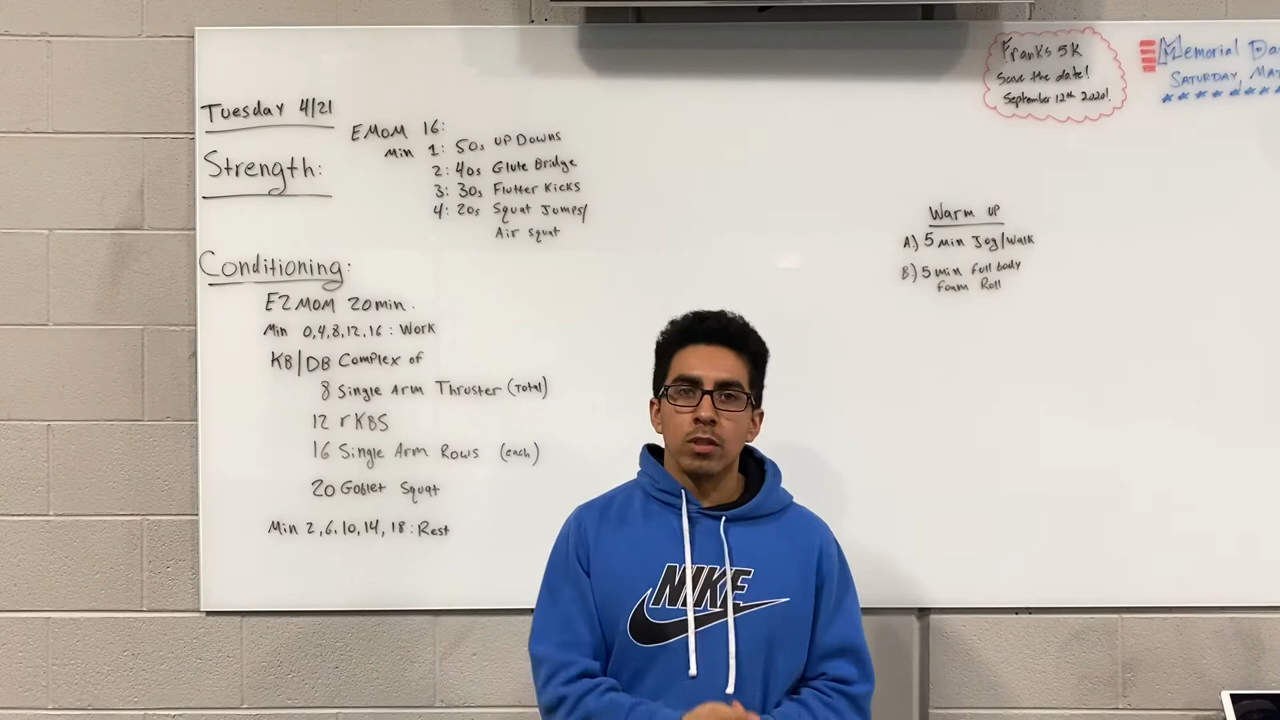 Tuesday 4/21
Strength:
EMOM 16:
Min 1: 50s UP Downs
2: 40s Glute Bridge
3: 30s Flutter Kicks
4: 20s Squat Jumps/
Air squat
Conditioning:
E2MOM 20min.
Min 0,4,8,12,16: Work
KB/DB Complex of
8 Single Arm Thruster (Total)
12 rKBS
16 Single Arm Rows (each)
20 Goblet Squat
Min 2,6,10,14,18: Rest
Frank's 5K
Save the date!
September 12th 2020!
Memorial Da
SATURDAY, MA
Warm up
A) 5 min Jog/Walk
B.) 5 min full body
foam Roll
NIKE